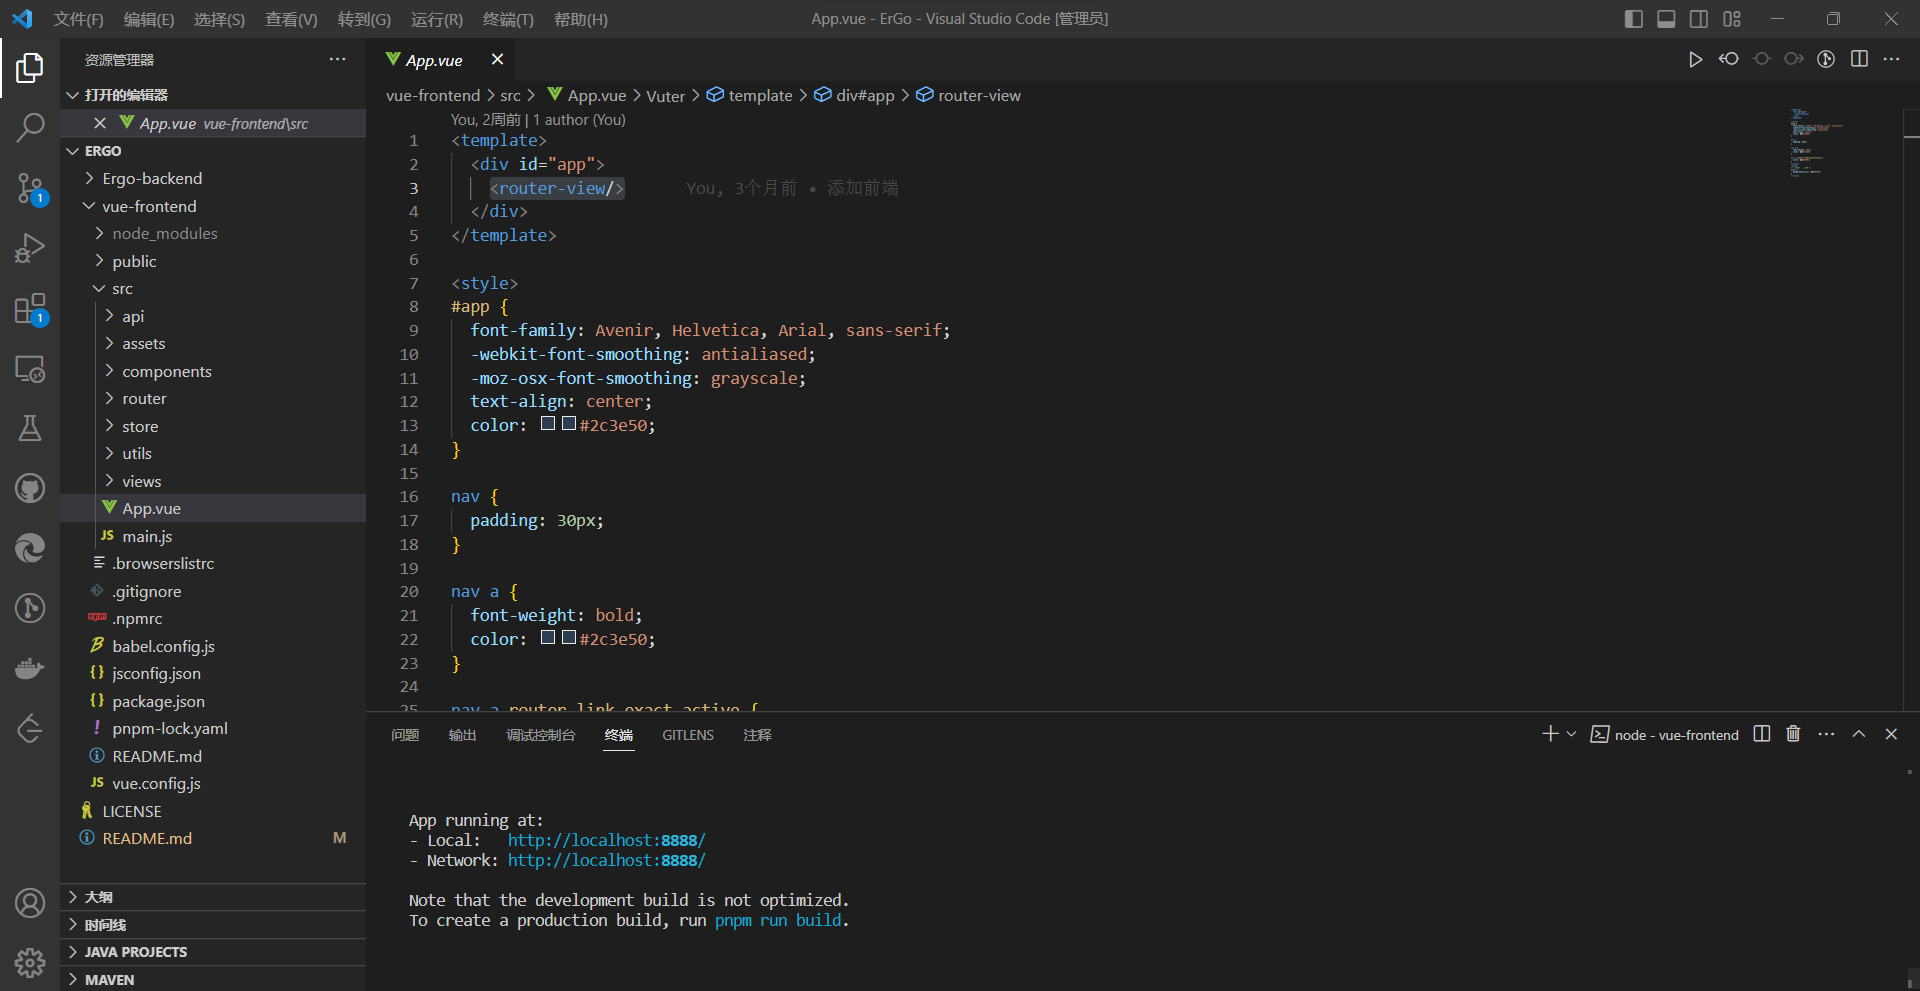 文件(F) 编辑(E) 选择(S) 查看(V) 转到(G) 运行(R) 终端(T) 帮助(H) App.vue - ErGo - Visual Studio Code [管理员]
资源管理器
打开的编辑器
App.vue vue-frontend\src
ERGO
Ergo-backend
vue-frontend
node_modules
public
src
api
assets
components
router
store
utils
views
App.vue
JS main.js
.browserslistrc
.gitignore
.npmrc
babel.config.js
{} jsconfig.json
{} package.json
! pnpm-lock.yaml
README.md
JS vue.config.js
LICENSE
README.md M
大纲
时间线
JAVA PROJECTS
MAVEN
1
1
App.vue
vue-frontend > src > App.vue > Vuter > template > div#app > router-view
You, 2周前 | 1 author (You)
1 <template>
2 <div id="app">
3 <router-view/> You, 3个月前 • 添加前端
4 </div>
5 </template>
6
7 <style>
8 #app {
9 font-family: Avenir, Helvetica, Arial, sans-serif;
10 -webkit-font-smoothing: antialiased;
11 -moz-osx-font-smoothing: grayscale;
12 text-align: center;
13 color: #2c3e50;
14 }
15
16 nav {
17 padding: 30px;
18 }
19
20 nav a {
21 font-weight: bold;
22 color: #2c3e50;
23 }
24
25 nav a.router-link-exact-active {
问题 输出 调试控制台 终端 GITLENS 注释 node - vue-frontend
App running at:
- Local: http://localhost:8888/
- Network: http://localhost:8888/
Note that the development build is not optimized.
To create a production build, run pnpm run build.